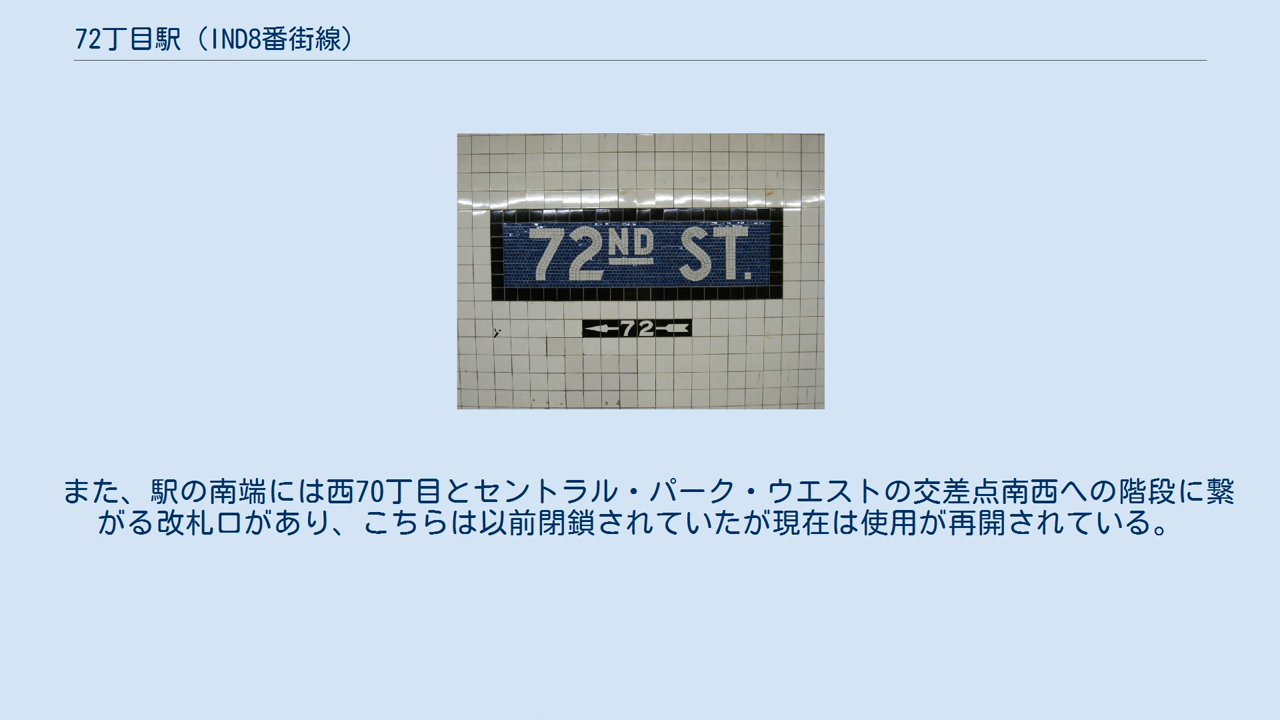 72丁目駅（IND8番街線）
72ND ST.
72
また、駅の南端には西70丁目とセントラル・パーク・ウエストの交差点南西への階段に繋
がる改札口があり、こちらは以前閉鎖されていたが現在は使用が再開されている。